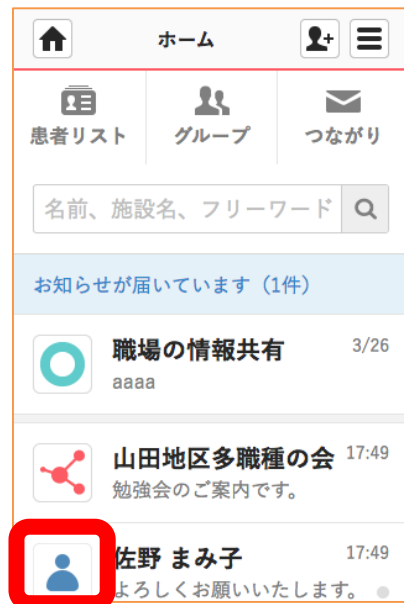 ホーム
患者リスト グループ つながり
名前、施設名、フリーワード
お知らせが届いています（1件）
職場の情報共有 3/26
aaaa
山田地区多職種の会 17:49
勉強会のご案内です。
佐野 まみ子 17:49
よろしくお願いいたします。